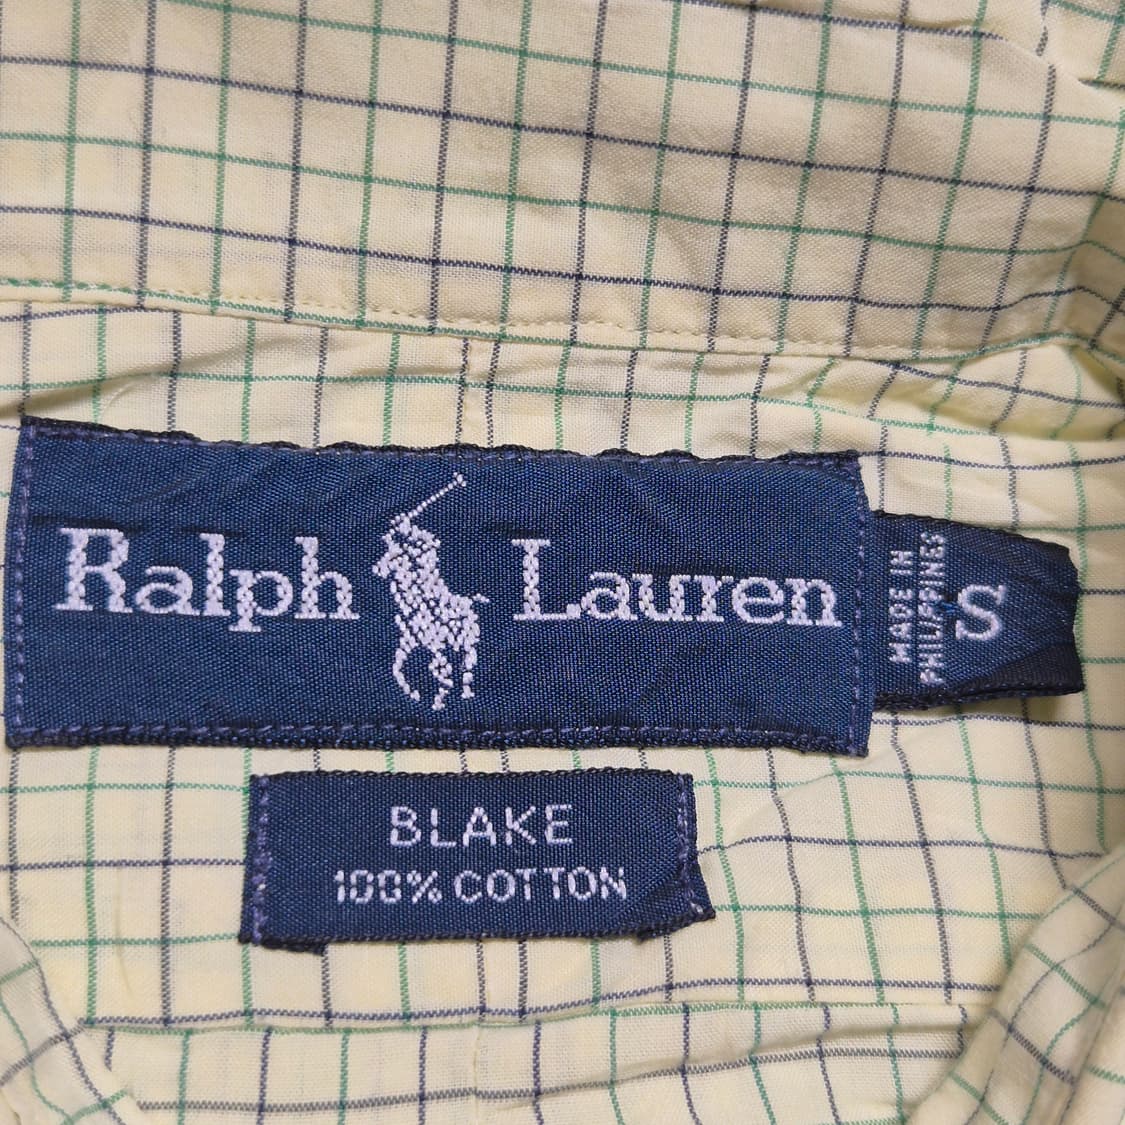 Ralph Lauren
MADE IN
PHILIPPINES
S
BLAKE
100% COTTON